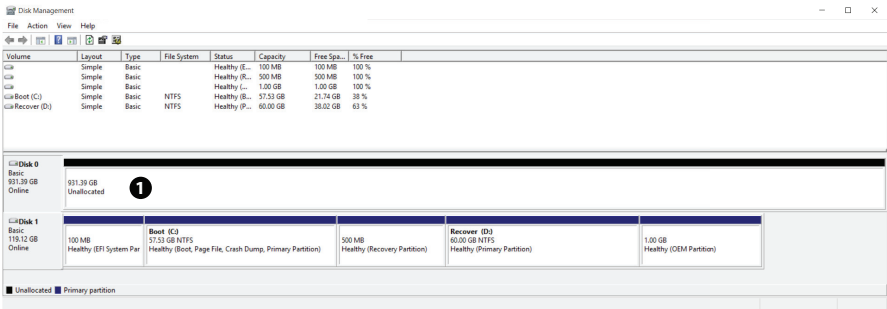 Disk Management
File Action View Help
Volume Layout Type File System Status Capacity Free Spa... % Free
Simple Basic Healthy (E... 100 MB 100 MB 100 %
Simple Basic Healthy (R... 500 MB 500 MB 100 %
Simple Basic Healthy (... 1.00 GB 1.00 GB 100 %
Boot (C:) Simple Basic NTFS Healthy (B... 57.53 GB 21.74 GB 38 %
Recover (D:) Simple Basic NTFS Healthy (P... 60.00 GB 38.02 GB 63 %
Disk 0
Basic
931.39 GB
Online
931.39 GB
Unallocated
1
Disk 1
Basic
119.12 GB
Online
100 MB
Healthy (EFI System Par
Boot (C:)
57.53 GB NTFS
Healthy (Boot, Page File, Crash Dump, Primary Partition)
500 MB
Healthy (Recovery Partition)
Recover (D:)
60.00 GB NTFS
Healthy (Primary Partition)
1.00 GB
Healthy (OEM Partition)
Unallocated Primary partition